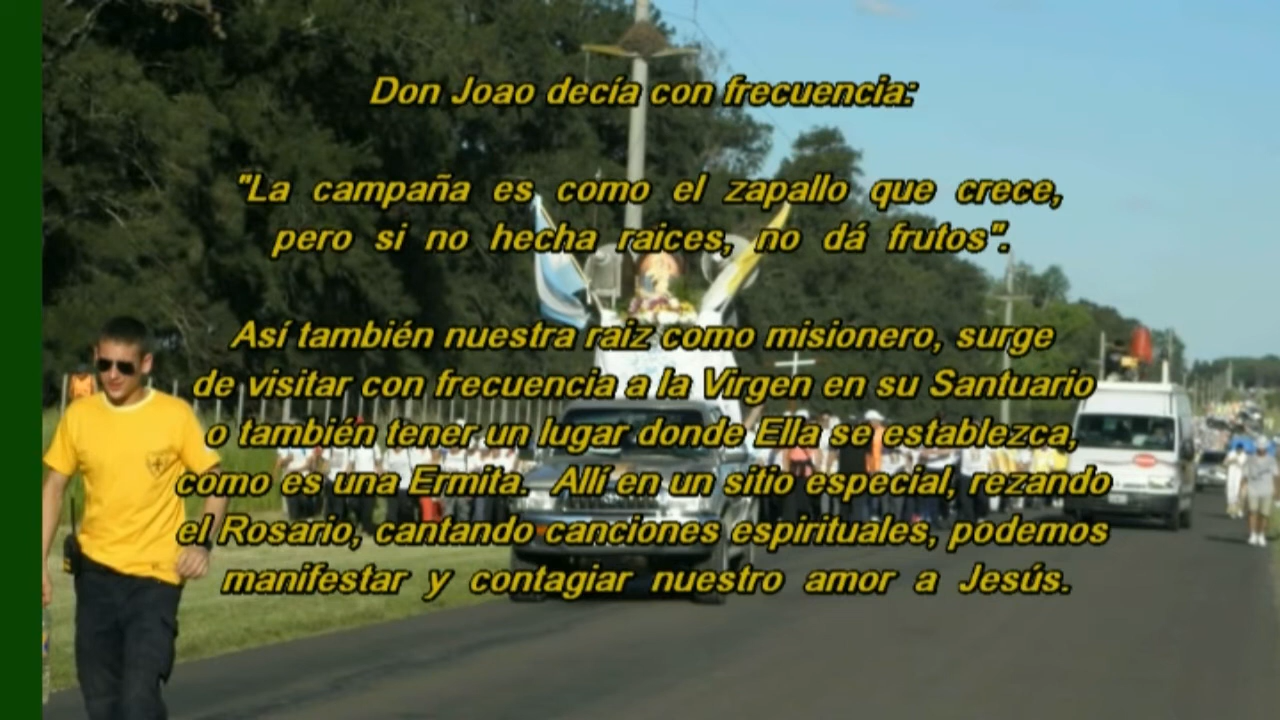 Don Joao decía con frecuencia:
"La campaña es como el zapallo que crece,
pero si no hecha raices, no dá frutos".
Así también nuestra raiz como misionero, surge
de visitar con frecuencia a la Virgen en su Santuario
o también tener un lugar donde Ella se establezca,
como es una Ermita. Allí en un sitio especial, rezando
el Rosario, cantando canciones espirituales, podemos
manifestar y contagiar nuestro amor a Jesús.